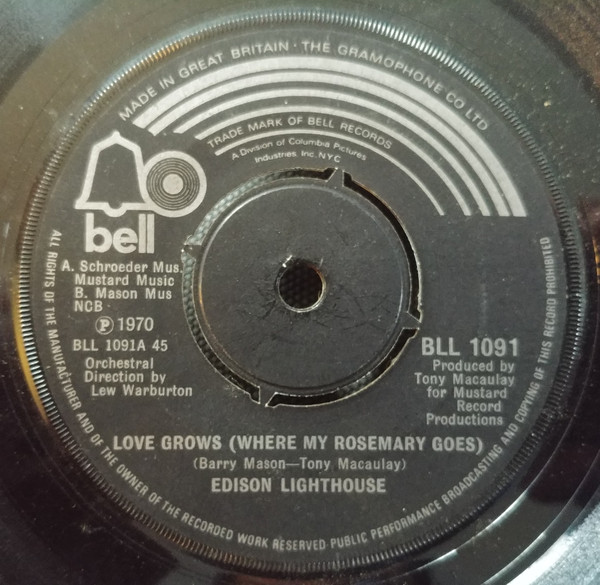 MADE IN GREAT BRITAIN · THE GRAMOPHONE CO LTD
TRADE MARK OF BELL RECORDS
A Division of Columbia Pictures
Industries, Inc. N.Y.C
bell
A. Schroeder Mus.
Mustard Music
B. Mason Mus
NCB
℗ 1970
BLL 1091A 45
Orchestral
Direction by
Lew Warburton
BLL 1091
Produced by
Tony Macaulay
for Mustard
Record
Productions
LOVE GROWS (WHERE MY ROSEMARY GOES)
(Barry Mason—Tony Macaulay)
EDISON LIGHTHOUSE
ALL RIGHTS OF THE MANUFACTURER AND OF THE OWNER OF THE RECORDED WORK RESERVED PUBLIC PERFORMANCE BROADCASTING AND COPYING OF THIS RECORD PROHIBITED